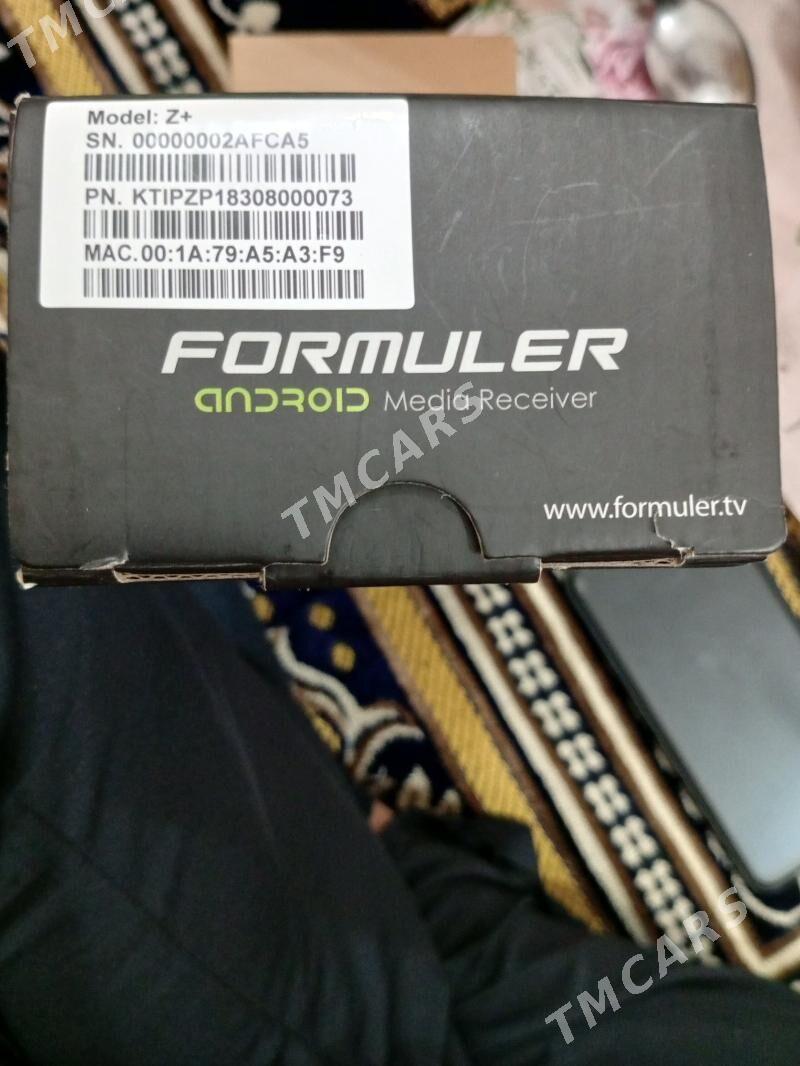 TMCARS
Model: Z+
SN. 00000002AFCA5
PN. KTIPZP18308000073
MAC.00:1A:79:A5:A3:F9
FORMULER
ANDROID Media Receiver
TMCARS
www.formuler.tv
TMCARS